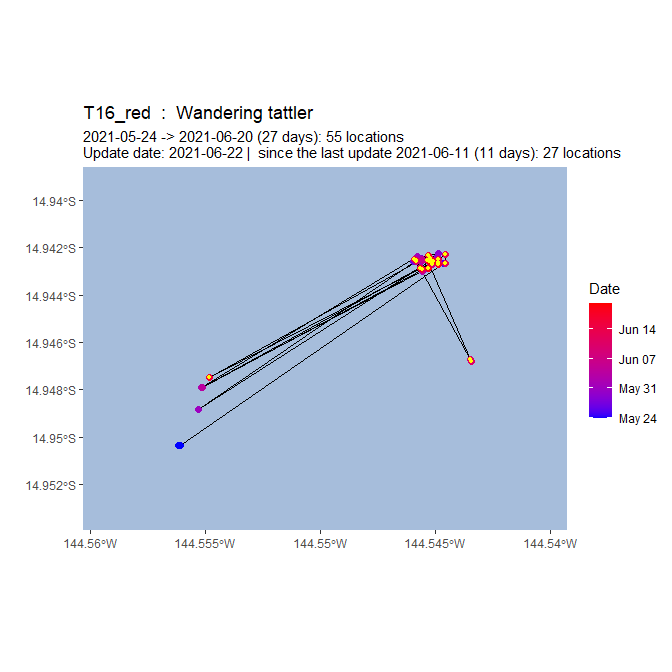 T16_red  :  Wandering tattler
2021-05-24 -> 2021-06-20 (27 days): 55 locations
Update date: 2021-06-22 |  since the last update 2021-06-11 (11 days): 27 locations
14.94°S
14.942°S
14.944°S
14.946°S
14.948°S
14.95°S
14.952°S
144.56°W
144.555°W
144.55°W
144.545°W
144.54°W
Date
Jun 14
Jun 07
May 31
May 24